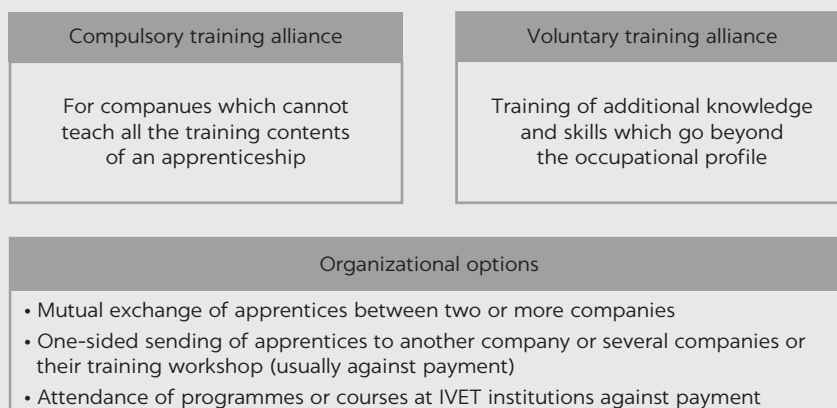 Compulsory training alliance
For companues which cannot
teach all the training contents
of an apprenticeship
Voluntary training alliance
Training of additional knowledge
and skills which go beyond
the occupational profile
Organizational options
• Mutual exchange of apprentices between two or more companies
• One-sided sending of apprentices to another company or several companies or
their training workshop (usually against payment)
• Attendance of programmes or courses at IVET institutions against payment